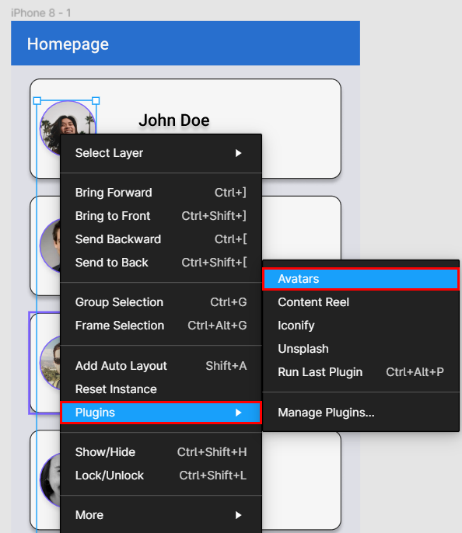 iPhone 8 - 1
Homepage
John Doe
Select Layer
Bring Forward Ctrl+]
Bring to Front Ctrl+Shift+]
Send Backward Ctrl+[
Send to Back Ctrl+Shift+[
Group Selection Ctrl+G
Frame Selection Ctrl+Alt+G
Add Auto Layout Shift+A
Reset Instance
Plugins
Show/Hide Ctrl+Shift+H
Lock/Unlock Ctrl+Shift+L
More
Avatars
Content Reel
Iconify
Unsplash
Run Last Plugin Ctrl+Alt+P
Manage Plugins...